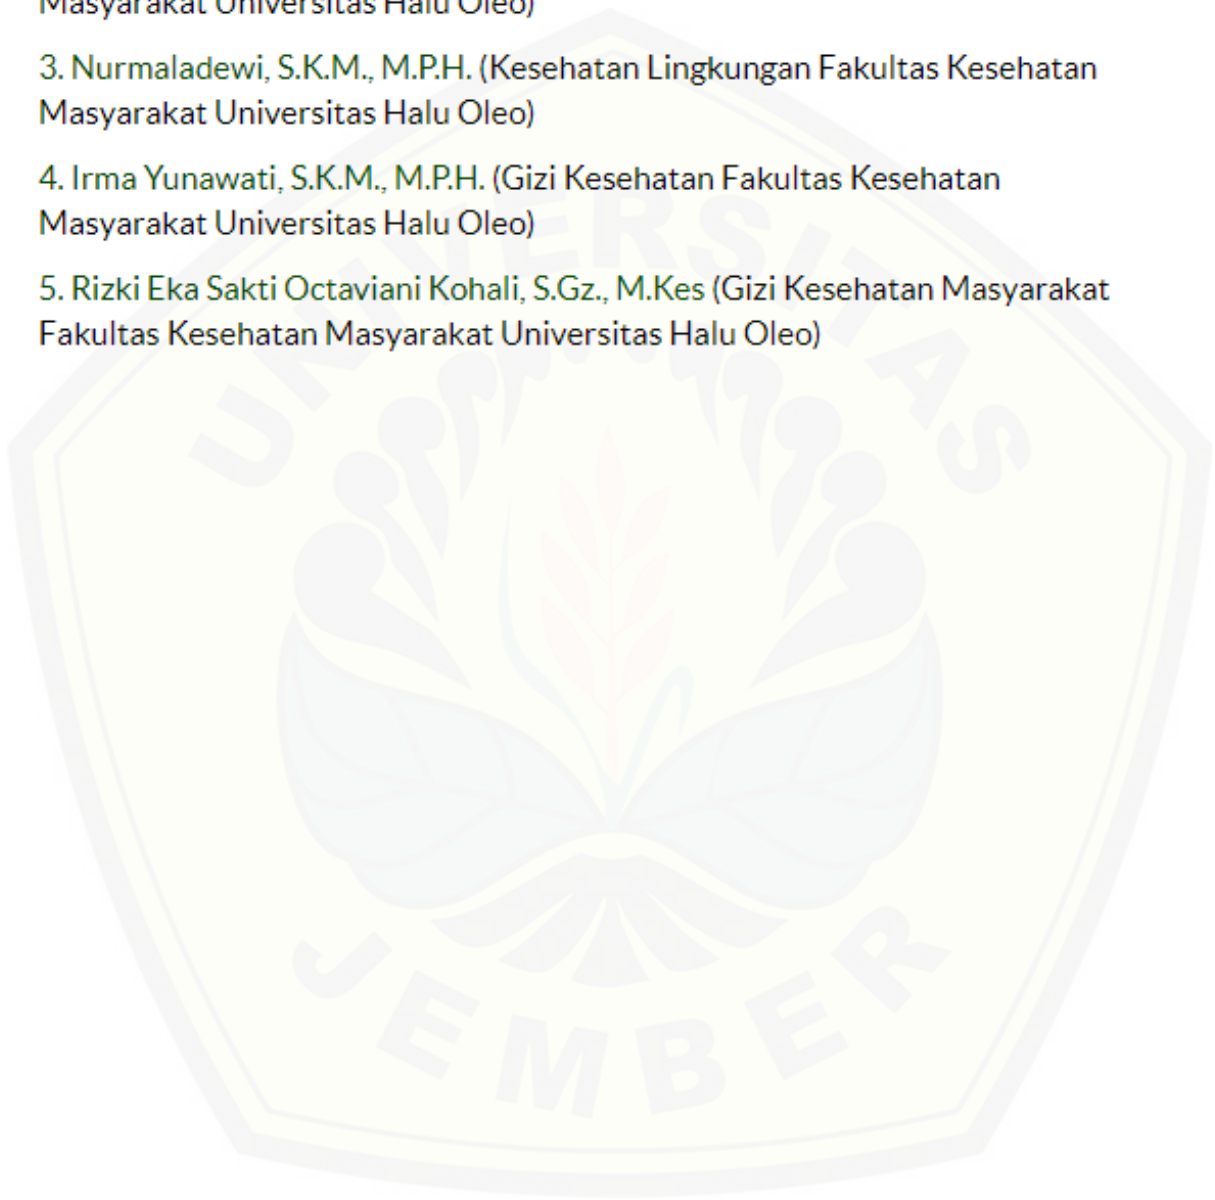 Masyarakat Universitas Halu Oleo)
3. Nurmaladewi, S.K.M., M.P.H. (Kesehatan Lingkungan Fakultas Kesehatan
Masyarakat Universitas Halu Oleo)
4. Irma Yunawati, S.K.M., M.P.H. (Gizi Kesehatan Fakultas Kesehatan
Masyarakat Universitas Halu Oleo)
5. Rizki Eka Sakti Octaviani Kohali, S.Gz., M.Kes (Gizi Kesehatan Masyarakat
Fakultas Kesehatan Masyarakat Universitas Halu Oleo)
UNIVERSITAS
JEMBER